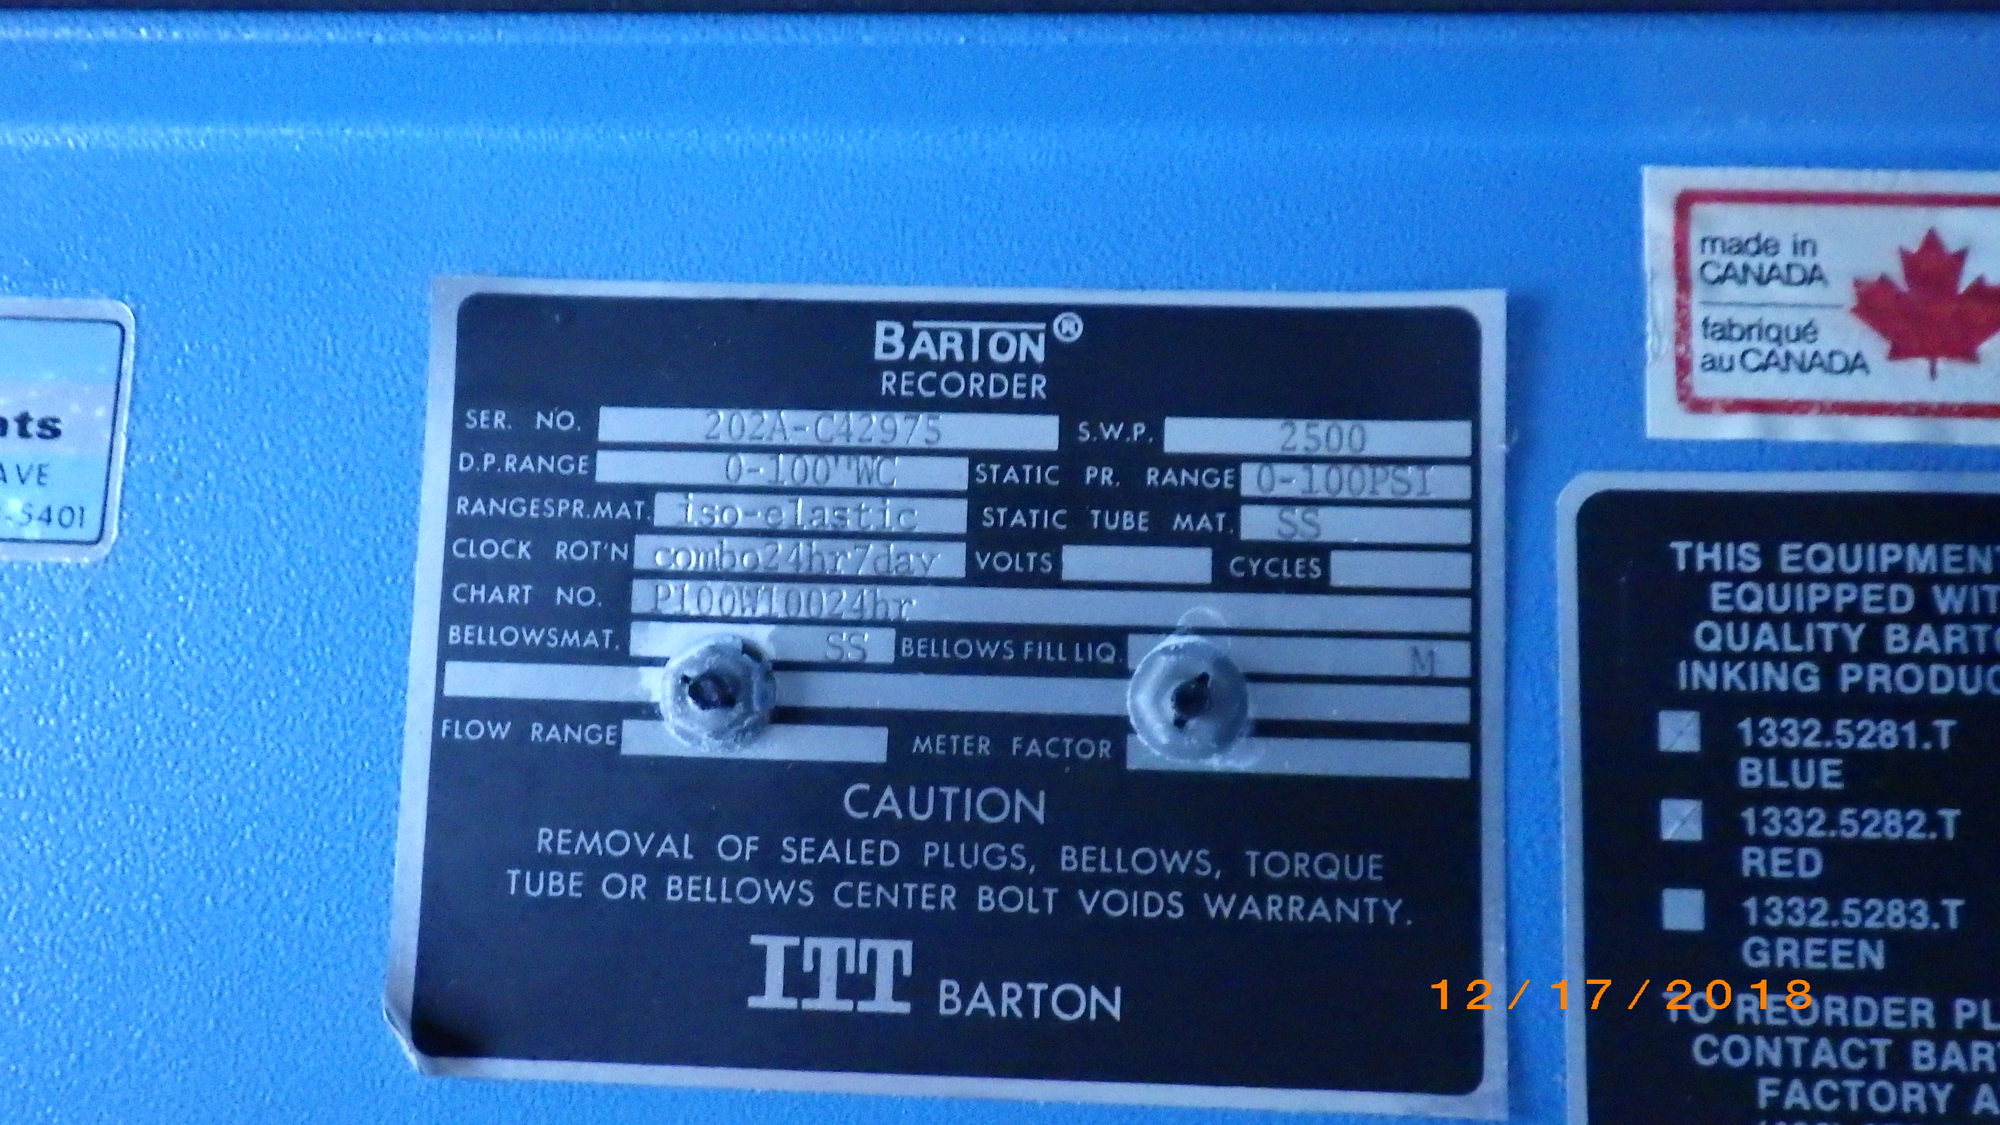 nts
AVE
-5401
BARTON®
RECORDER
SER. NO. 202A-C42975 S.W.P. 2500
D.P.RANGE 0-100"WC STATIC PR. RANGE 0-100PSI
RANGESPR.MAT. iso-elastic STATIC TUBE MAT. SS
CLOCK ROT'N combo24hr7day VOLTS CYCLES
CHART NO. P100W10024hr
BELLOWSMAT. SS BELLOWS FILL LIQ. M
FLOW RANGE METER FACTOR
CAUTION
REMOVAL OF SEALED PLUGS, BELLOWS, TORQUE
TUBE OR BELLOWS CENTER BOLT VOIDS WARRANTY.
ITT BARTON
made in
CANADA
fabriqué
au CANADA
THIS EQUIPMENT
EQUIPPED WIT
QUALITY BARTO
INKING PRODUC
1332.5281.T
BLUE
1332.5282.T
RED
1332.5283.T
GREEN
TO REORDER PL
CONTACT BAR
FACTORY A
12/17/2018